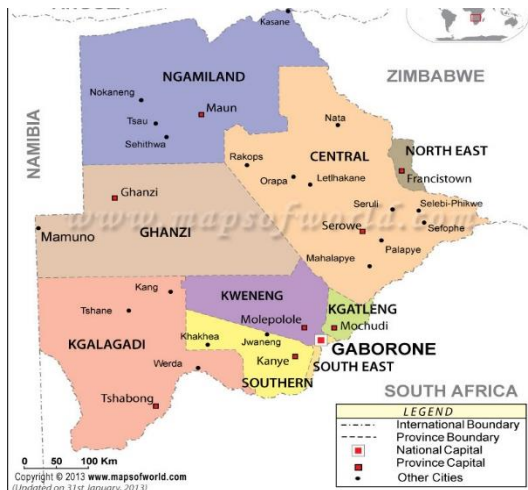 ANGOLA
Kasane
NGAMILAND
ZIMBABWE
NAMIBIA
Nokaneng
Maun
Tsau
Sehithwa
Nata
CENTRAL
NORTH EAST
Rakops
Orapa
Letlhakane
Francistown
Ghanzi
Seruli
Selebi-Phikwe
www.mapsofworld.com
Serowe
Sefophe
Mamuno
GHANZI
Palapye
Mahalapye
Kang
KWENENG
Tshane
KGATLENG
Molepolole
Mochudi
KGALAGADI
Khakhea
Jwaneng
GABORONE
Kanye
SOUTH EAST
Werda
SOUTHERN
SOUTH AFRICA
Tshabong
LEGEND
International Boundary
Province Boundary
National Capital
Province Capital
Other Cities
0 50 100 Km
Copyright © 2013 www.mapsofworld.com
(Updated on 31st January, 2013)